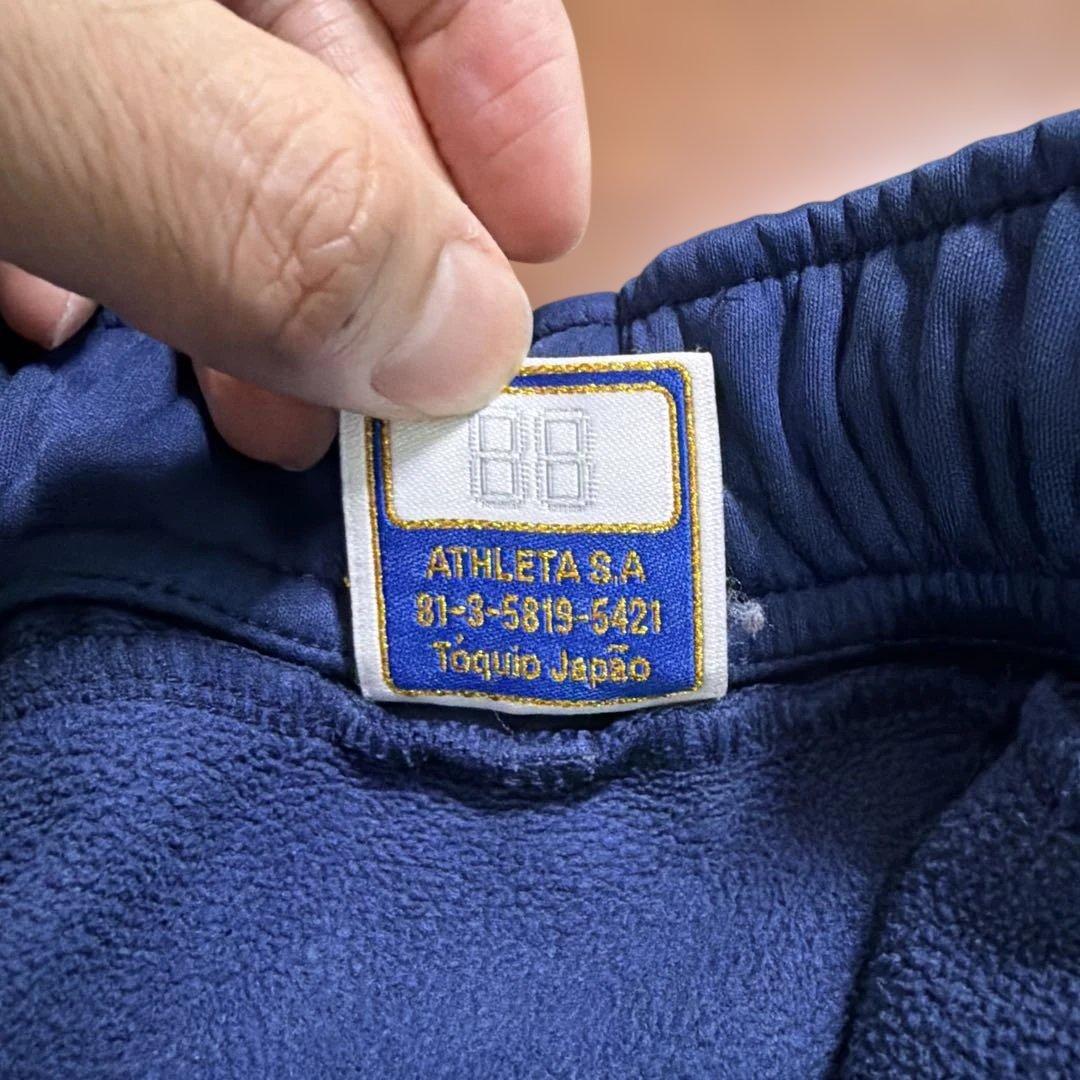 88
ATHLETA S.A
81-3-5819-5421
Tóquio Japão